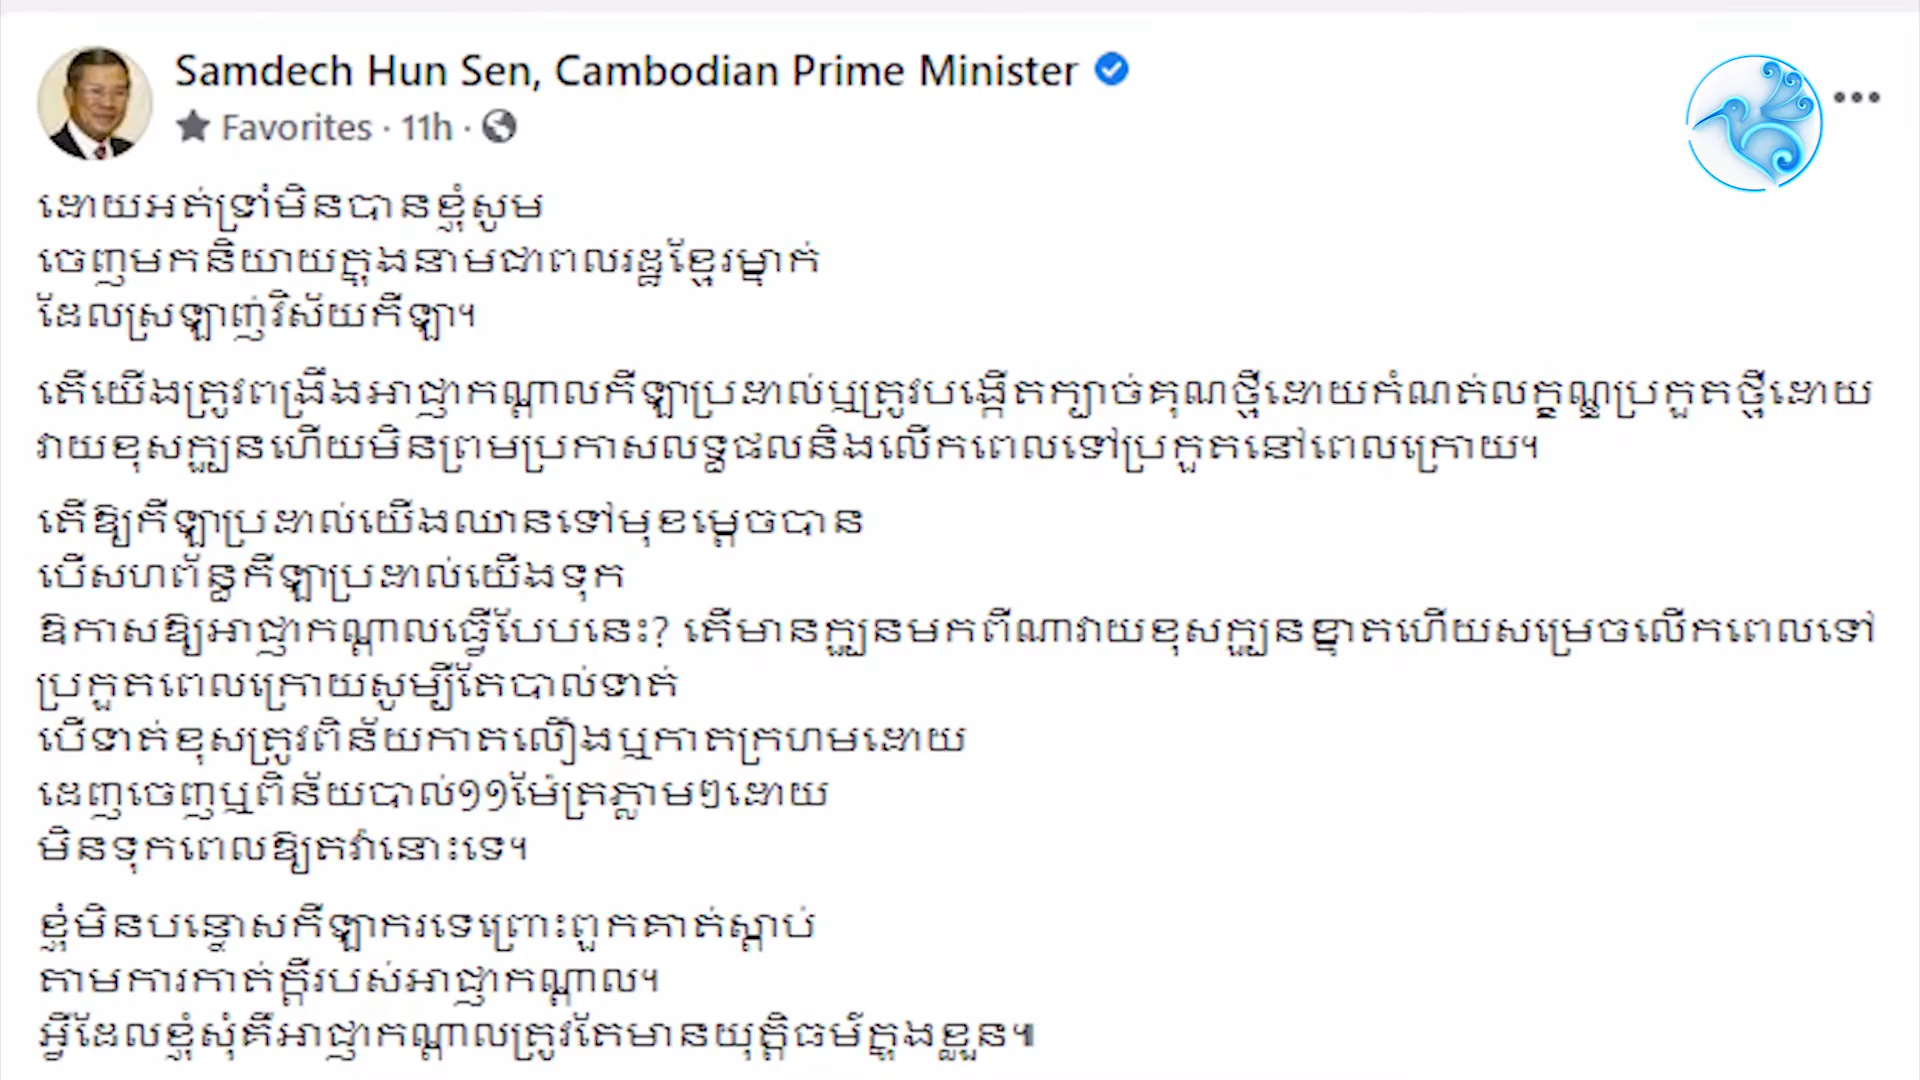 Samdech Hun Sen, Cambodian Prime Minister
Favorites · 11h ·
ដោយអត់ទ្រាំមិនបានខ្ញុំសូម
ចេញមកនិយាយក្នុងនាមជាពលរដ្ឋខ្មែរម្នាក់
ដែលស្រឡាញ់វិស័យកីឡា។
តើយើងត្រូវពង្រឹងអាជ្ញាកណ្តាលកីឡាប្រដាល់ឬត្រូវបង្កើតក្បាច់គុណថ្មីដោយកំណត់លក្ខណ្ឌប្រកួតថ្មីដោយ
វាយខុសក្បួនហើយមិនព្រមប្រកាសលទ្ធផលនិងលើកពេលទៅប្រកួតនៅពេលក្រោយ។
តើឱ្យកីឡាប្រដាល់យើងឈានទៅមុខម្តេចបាន
បើសហព័ន្ធកីឡាប្រដាល់យើងទុក
ឱកាសឱ្យអាជ្ញាកណ្តាលធ្វើបែបនេះ? តើមានក្បួនមកពីណាវាយខុសក្បួនខ្នាតហើយសម្រេចលើកពេលទៅ
ប្រកួតពេលក្រោយសូម្បីតែបាល់ទាត់
បើទាត់ខុសត្រូវពិន័យកាតលឿងឬកាតក្រហមដោយ
ដេញចេញឬពិន័យបាល់១១ម៉ែត្រភ្លាមៗដោយ
មិនទុកពេលឱ្យតវ៉ានោះទេ។
ខ្ញុំមិនបន្ទោសកីឡាករទេព្រោះពួកគាត់ស្តាប់
តាមការកាត់ក្តីរបស់អាជ្ញាកណ្តាល។
អ្វីដែលខ្ញុំសុំគឺអាជ្ញាកណ្តាលត្រូវតែមានយុត្តិធម៌ក្នុងខ្លួន៕